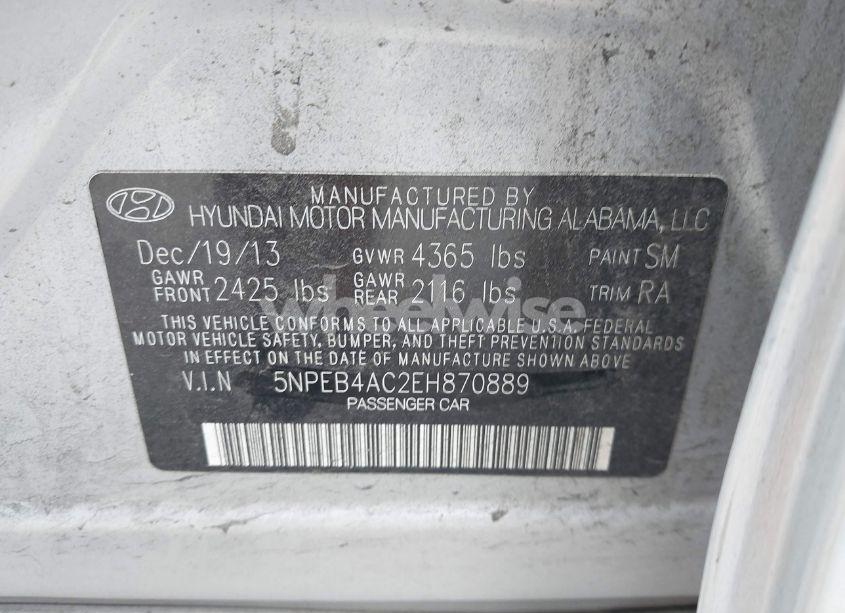 MANUFACTURED BY
HYUNDAI MOTOR MANUFACTURING ALABAMA, LLC
Dec/19/13 GVWR 4365 lbs PAINT SM
GAWR FRONT 2425 lbs GAWR REAR 2116 lbs TRIM RA
wheelwise
THIS VEHICLE CONFORMS TO ALL APPLICABLE U.S.A. FEDERAL
MOTOR VEHICLE SAFETY, BUMPER, AND THEFT PREVENTION STANDARDS
IN EFFECT ON THE DATE OF MANUFACTURE SHOWN ABOVE
V.I.N 5NPEB4AC2EH870889
PASSENGER CAR